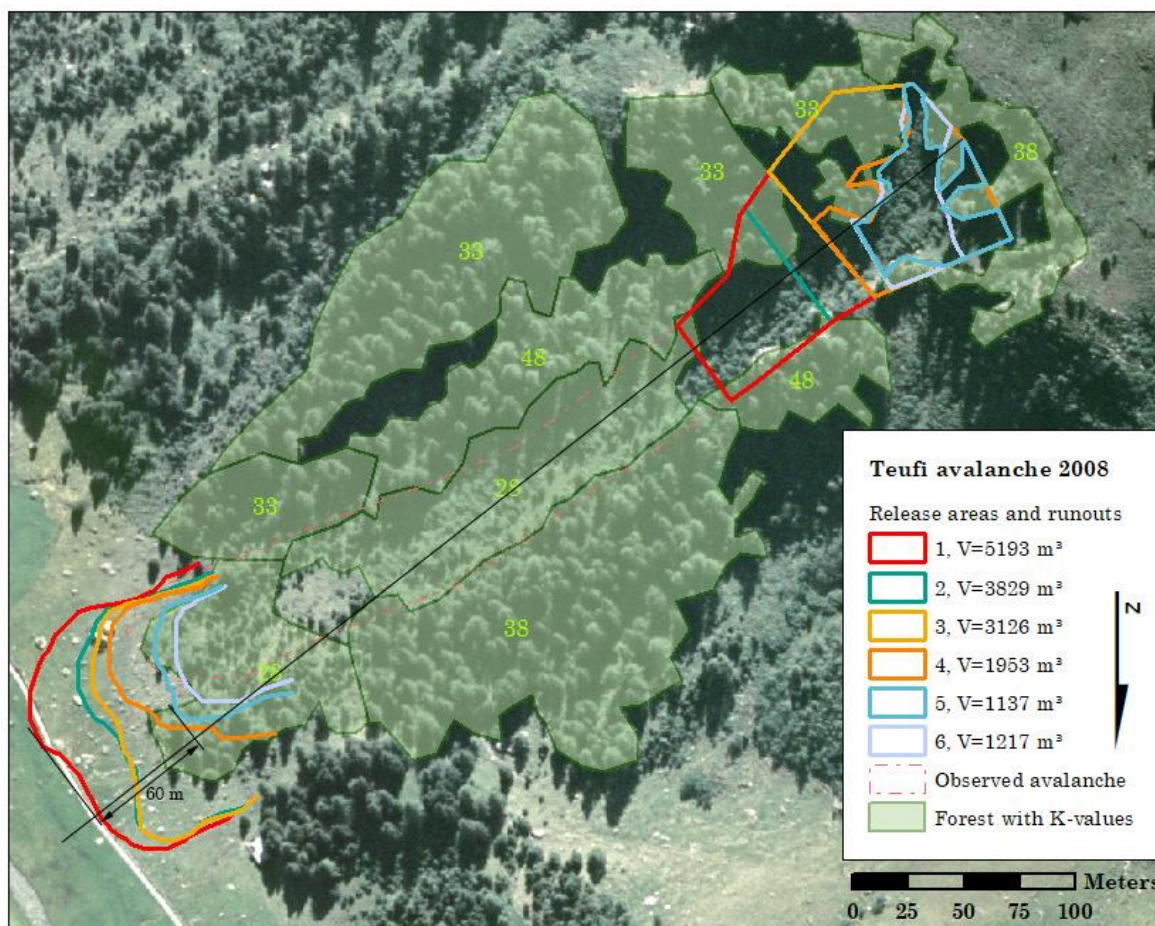 33
38
33
33
48
48
28
33
38
28
60 m
Teufi avalanche 2008
Release areas and runouts
1, V=5193 m³
2, V=3829 m³
3, V=3126 m³
4, V=1953 m³
5, V=1137 m³
6, V=1217 m³
Observed avalanche
Forest with K-values
N
Meters
0 25 50 75 100